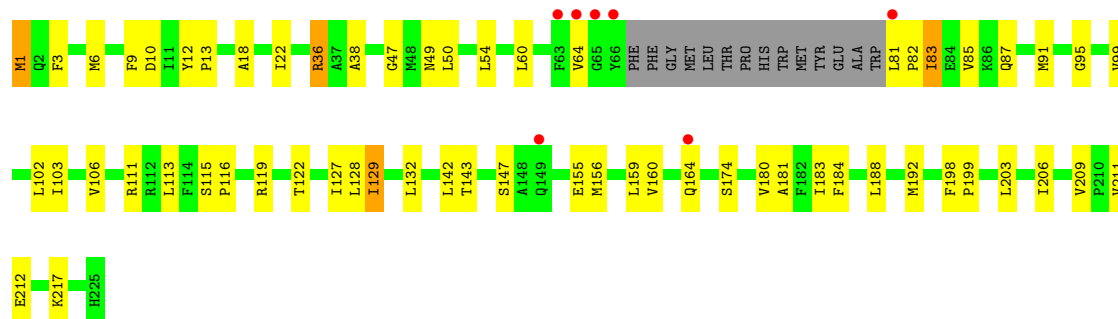 M1 Q2 F3 M6 F9 D10 I11 Y12 P13 A18 I22 R36 A37 A38 G47 M48 N49 L50 L54 L60 F63 V64 G65 Y66 PHE PHE GLY MET LEU THR PRO HIS TRP MET TYR GLU ALA TRP L81 P82 I83 E84 V85 K86 Q87 M91 G95 V99
L102 I103 V106 R111 R112 L113 F114 S115 P116 R119 T122 I127 L128 I129 L132 L142 T143 S147 A148 Q149 E155 M156 L159 V160 Q164 S174 V180 A181 F182 I183 F184 L188 M192 F198 P199 L203 I206 V209 P210 V211
E212 K217 H225